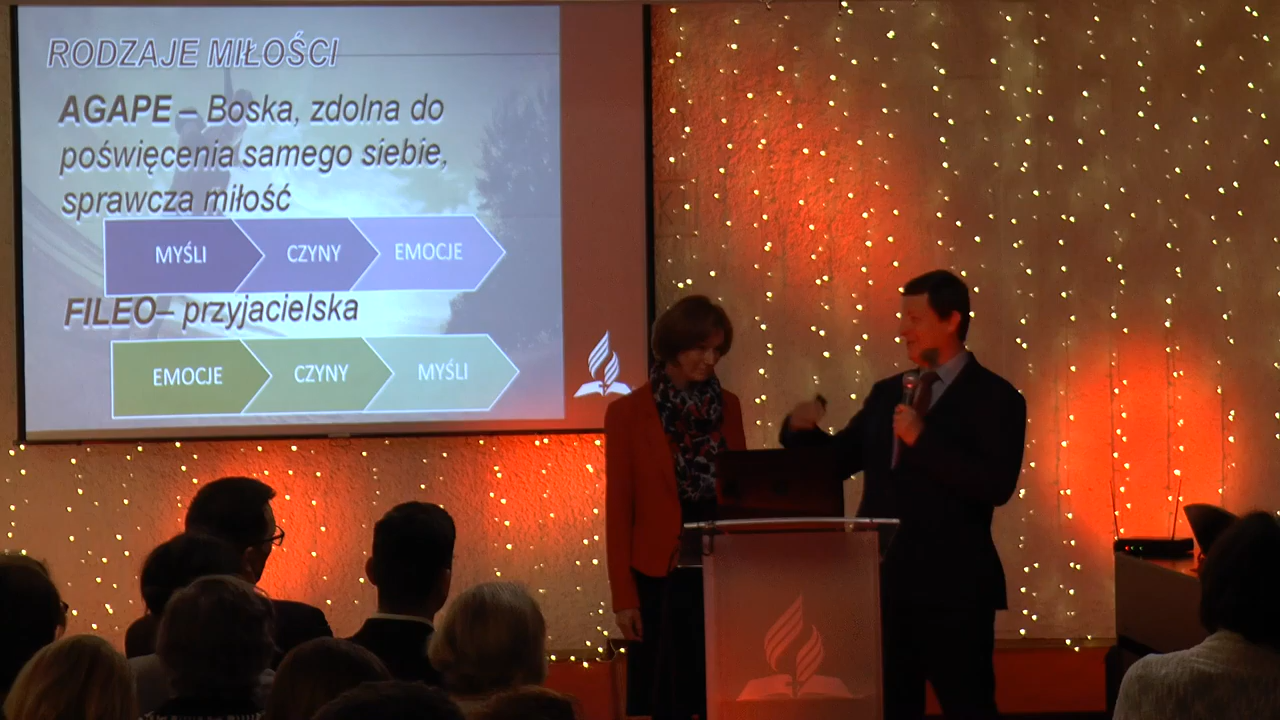 RODZAJE MIŁOŚCI
AGAPE – Boska, zdolna do
poświęcenia samego siebie,
sprawcza miłość
MYŚLI CZYNY EMOCJE
FILEO– przyjacielska
EMOCJE CZYNY MYŚLI